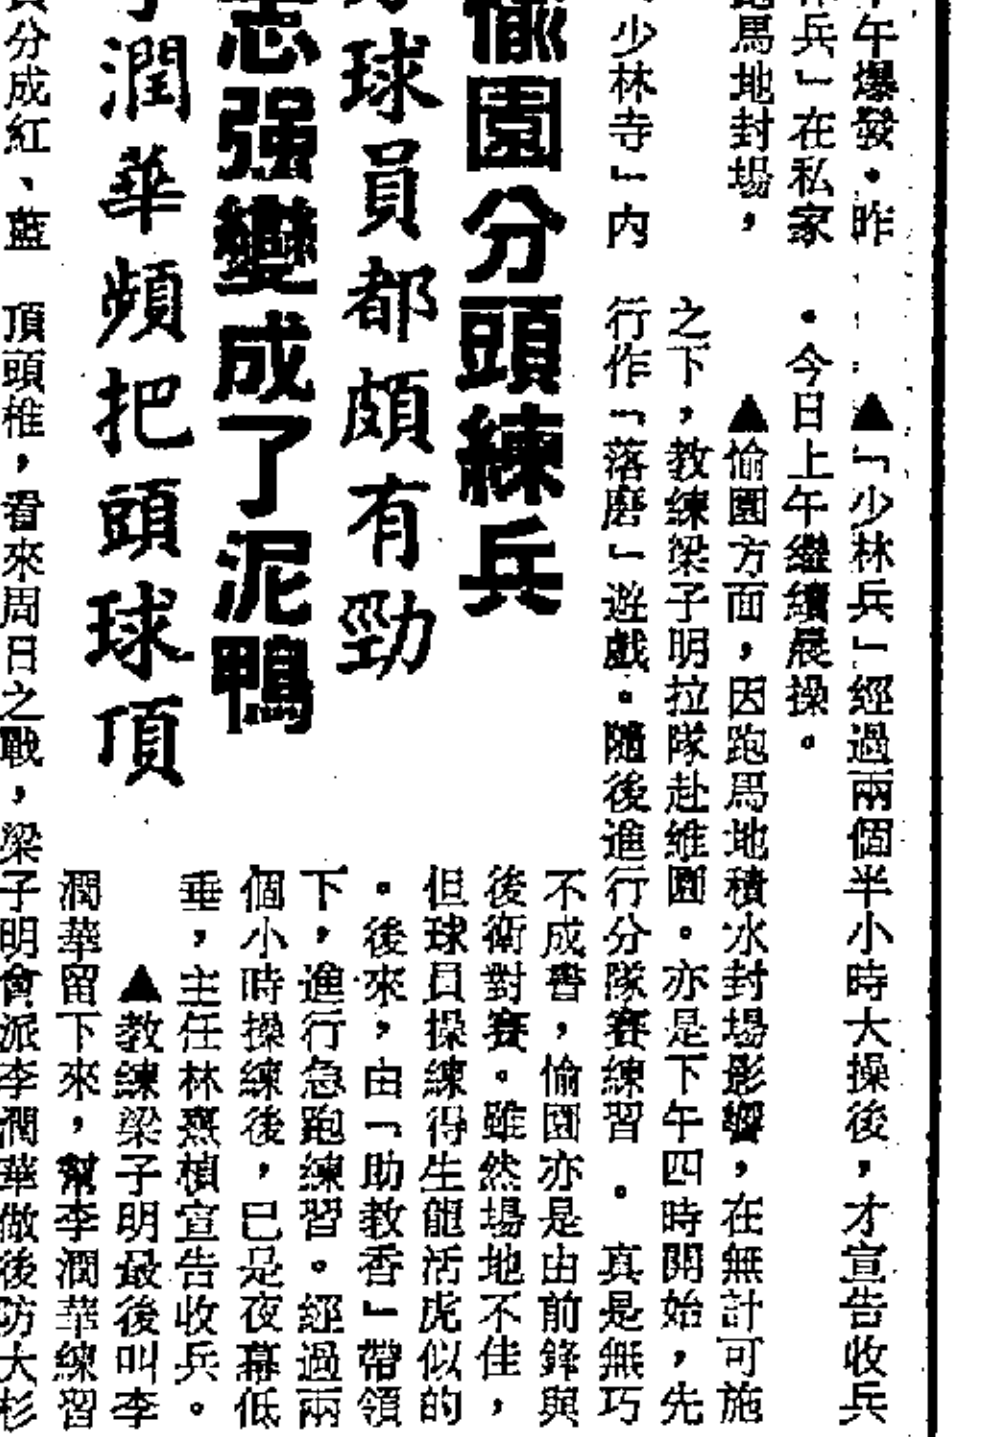 午爆發。昨
兵」在私家
跑馬地封場，
少林寺」內
愉園分頭練兵
球員都頗有勁
志强變成了泥鴨
潤華頻把頭球頂
分成紅、藍
▲「少林兵」經過兩個半小時大操後，才宣告收兵
。今日上午繼續晨操。
▲愉園方面，因跑馬地積水封場影響，在無計可施
之下，教練梁子明拉隊赴維園。亦是下午四時開始，先
行作「落磨」遊戲。隨後進行分隊賽練習。真是無巧
不成書，愉園亦是由前鋒與
後衛對賽。雖然場地不佳，
但球員操練得生龍活虎似的
。後來，由「助教香」帶領
下，進行急跑練習。經過兩
個小時操練後，已是夜幕低
垂，主任林燕楨宣告收兵。
▲教練梁子明最後叫李
潤華留下來，幫李潤華練習
頂頭椎，看來周日之戰，梁子明會派李潤華做後防大杉